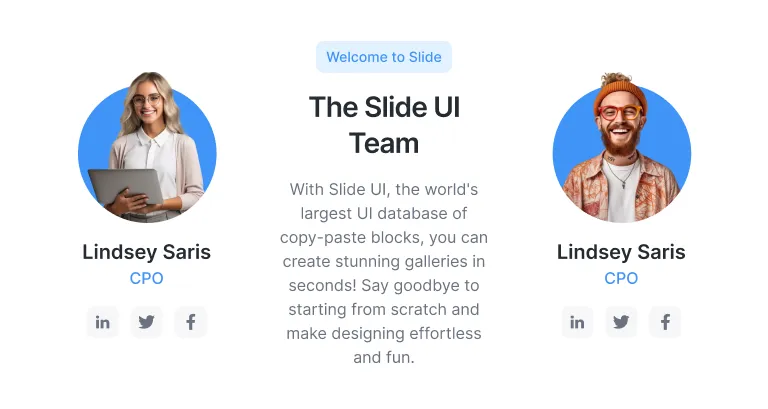 Welcome to Slide
The Slide UI
Team
With Slide UI, the world's
largest UI database of
copy-paste blocks, you can
create stunning galleries in
seconds! Say goodbye to
starting from scratch and
make designing effortless
and fun.
Lindsey Saris
CPO
in
f
Lindsey Saris
CPO
in
f